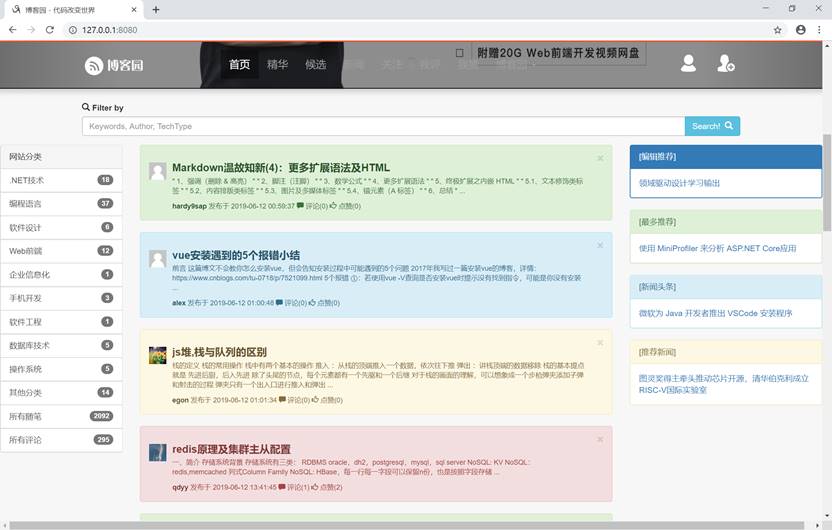 博客园 - 代码改变世界
127.0.0.1:8080
附赠20G Web前端开发视频网盘
博客园
首页
精华
候选
新闻
关注
我评
我赞
Filter by
Keywords, Author, TechType
Search!
网站分类
.NET技术 18
编程语言 37
软件设计 6
Web前端 12
企业信息化 1
手机开发 3
软件工程 1
数据库技术 5
操作系统 5
其他分类 14
所有随笔 2092
所有评论 295
Markdown温故知新(4)：更多扩展语法及HTML
" 1、强调（删除 & 高亮） " " 2、脚注（注脚） " " 3、数学公式 " " 4、更多扩展语法 " " 5、终极扩展之内嵌 HTML " " 5.1、文本修饰类标
签 " " 5.2、内容排版类标签 " " 5.3、图片及多媒体标签 " " 5.4、锚元素（A 标签） " " 6、总结 " ...
hardy9sap 发布于 2019-06-12 00:59:37 评论(0) 点赞(0)
vue安装遇到的5个报错小结
前言 这篇博文不会教你怎么安装vue，但会告知安装过程中可能遇到的5个问题 2017年我写过一篇安装vue的博客，详情：
https://www.cnblogs.com/tu-0718/p/7521099.html 5个报错 ①：若使用vue -V查询是否安装vue时提示没有找到指令，可能是你没有安装
...
alex 发布于 2019-06-12 01:00:48 评论(0) 点赞(0)
js堆,栈与队列的区别
栈的定义 栈的常用操作 栈中有两个基本的操作 推入 ：从栈的顶端推入一个数据，依次往下推 弹出 ：讲栈顶端的数据移除 栈的基本提点
就是 先进后留，后入先进 除了头尾的节点，每个元素都有一个先驱和一个后继 对于栈的画面的理解，可以想象成一个步枪弹夹添加子弹
和射击的过程 弹夹只有一个出入口进行推入和弹出 ...
egon 发布于 2019-06-12 01:01:34 评论(0) 点赞(0)
redis原理及集群主从配置
一、简介 存储系统背景 存储系统有三类： RDBMS oracle，dh2，postgresql，mysql，sql server NoSQL: KV NoSQL：
redis,memcached 列式Column Family NoSQL: HBase，每一行每一字段可以保留n份，也是按照字段存储 ...
qdyy 发布于 2019-06-12 13:41:45 评论(1) 点赞(2)
[编辑推荐]
领域驱动设计学习输出
[最多推荐]
使用 MiniProfiler 来分析 ASP.NET Core应用
[新闻头条]
微软为 Java 开发者推出 VSCode 安装程序
[推荐新闻]
图灵奖得主牵头推动芯片开源，清华伯克利成立
RISC-V国际实验室